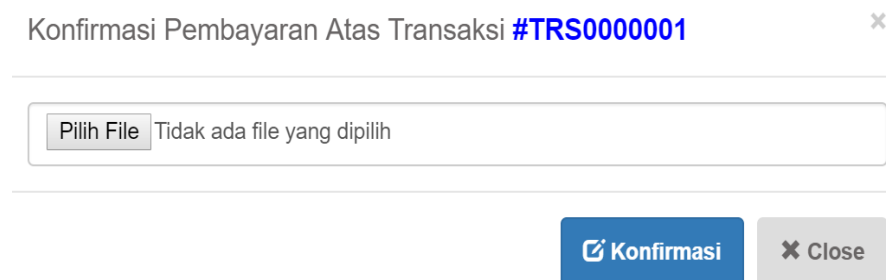 Konfirmasi Pembayaran Atas Transaksi #TRS0000001 ×
Pilih File Tidak ada file yang dipilih
Konfirmasi ✖ Close